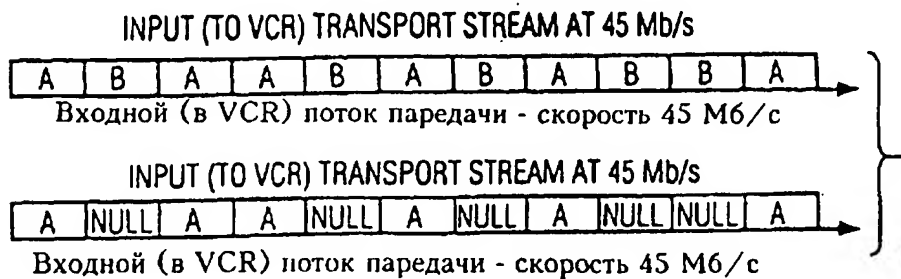 INPUT (TO VCR) TRANSPORT STREAM AT 45 Mb/s
A B A A B A B A B B A
Входной (в VCR) поток паредачи - скорость 45 Мб/с
INPUT (TO VCR) TRANSPORT STREAM AT 45 Mb/s
A NULL A A NULL A NULL A NULL NULL A
Входной (в VCR) поток паредачи - скорость 45 Мб/с